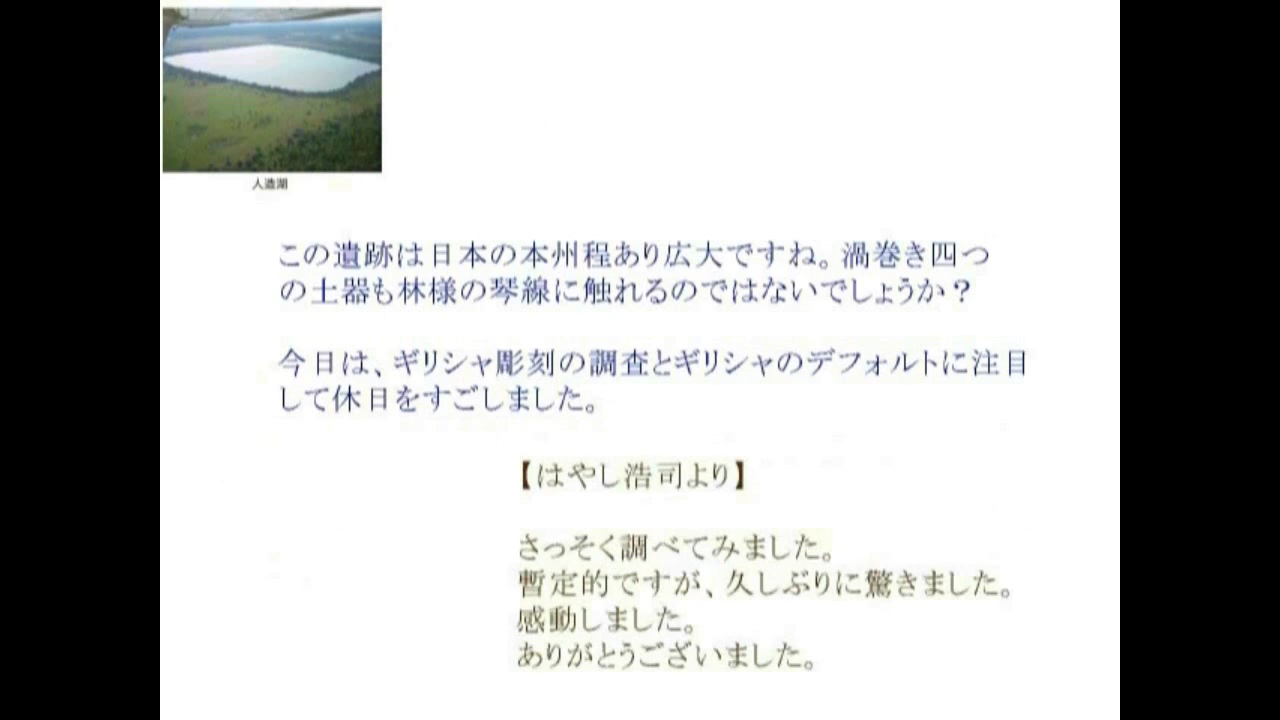 人造湖
この遺跡は日本の本州程あり広大ですね。渦巻き四つ
の土器も林様の琴線に触れるのではないでしょうか？
今日は、ギリシャ彫刻の調査とギリシャのデフォルトに注目
して休日をすごしました。
【はやし浩司より】
さっそく調べてみました。
暫定的ですが、久しぶりに驚きました。
感動しました。
ありがとうございました。